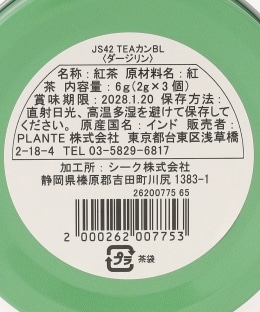 JS42 TEAカンBL
〈ダージリン〉
名称：紅茶 原材料名：紅
茶 内容量：6g(2g×3個)
賞味期限：2028.1.20 保存方法：
直射日光、高温多湿を避けて保存して
ください。 原産国名：インド 販売者：
PLANTE株式会社 東京都台東区浅草橋
2-18-4 TEL 03-5829-6817
加工所：シーク株式会社
静岡県榛原郡吉田町川尻 1383-1
26200775 65
2 000262 007753
プラ 茶袋